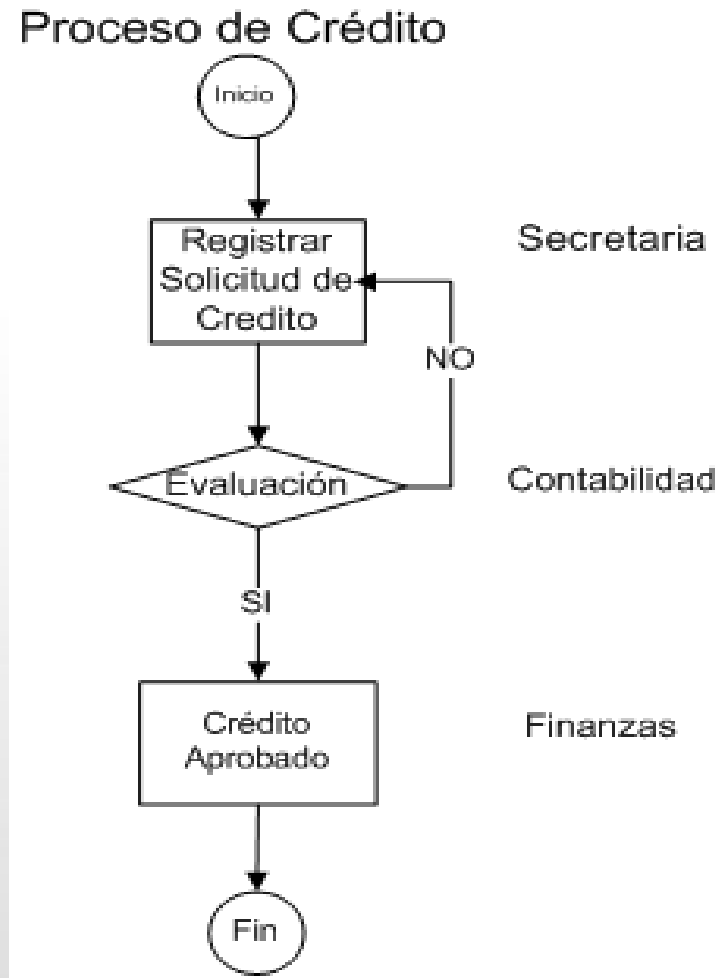 Proceso de Crédito
Inicio
Registrar
Solicitud de
Credito
Secretaria
NO
Evaluación
Contabilidad
SI
Crédito
Aprobado
Finanzas
Fin